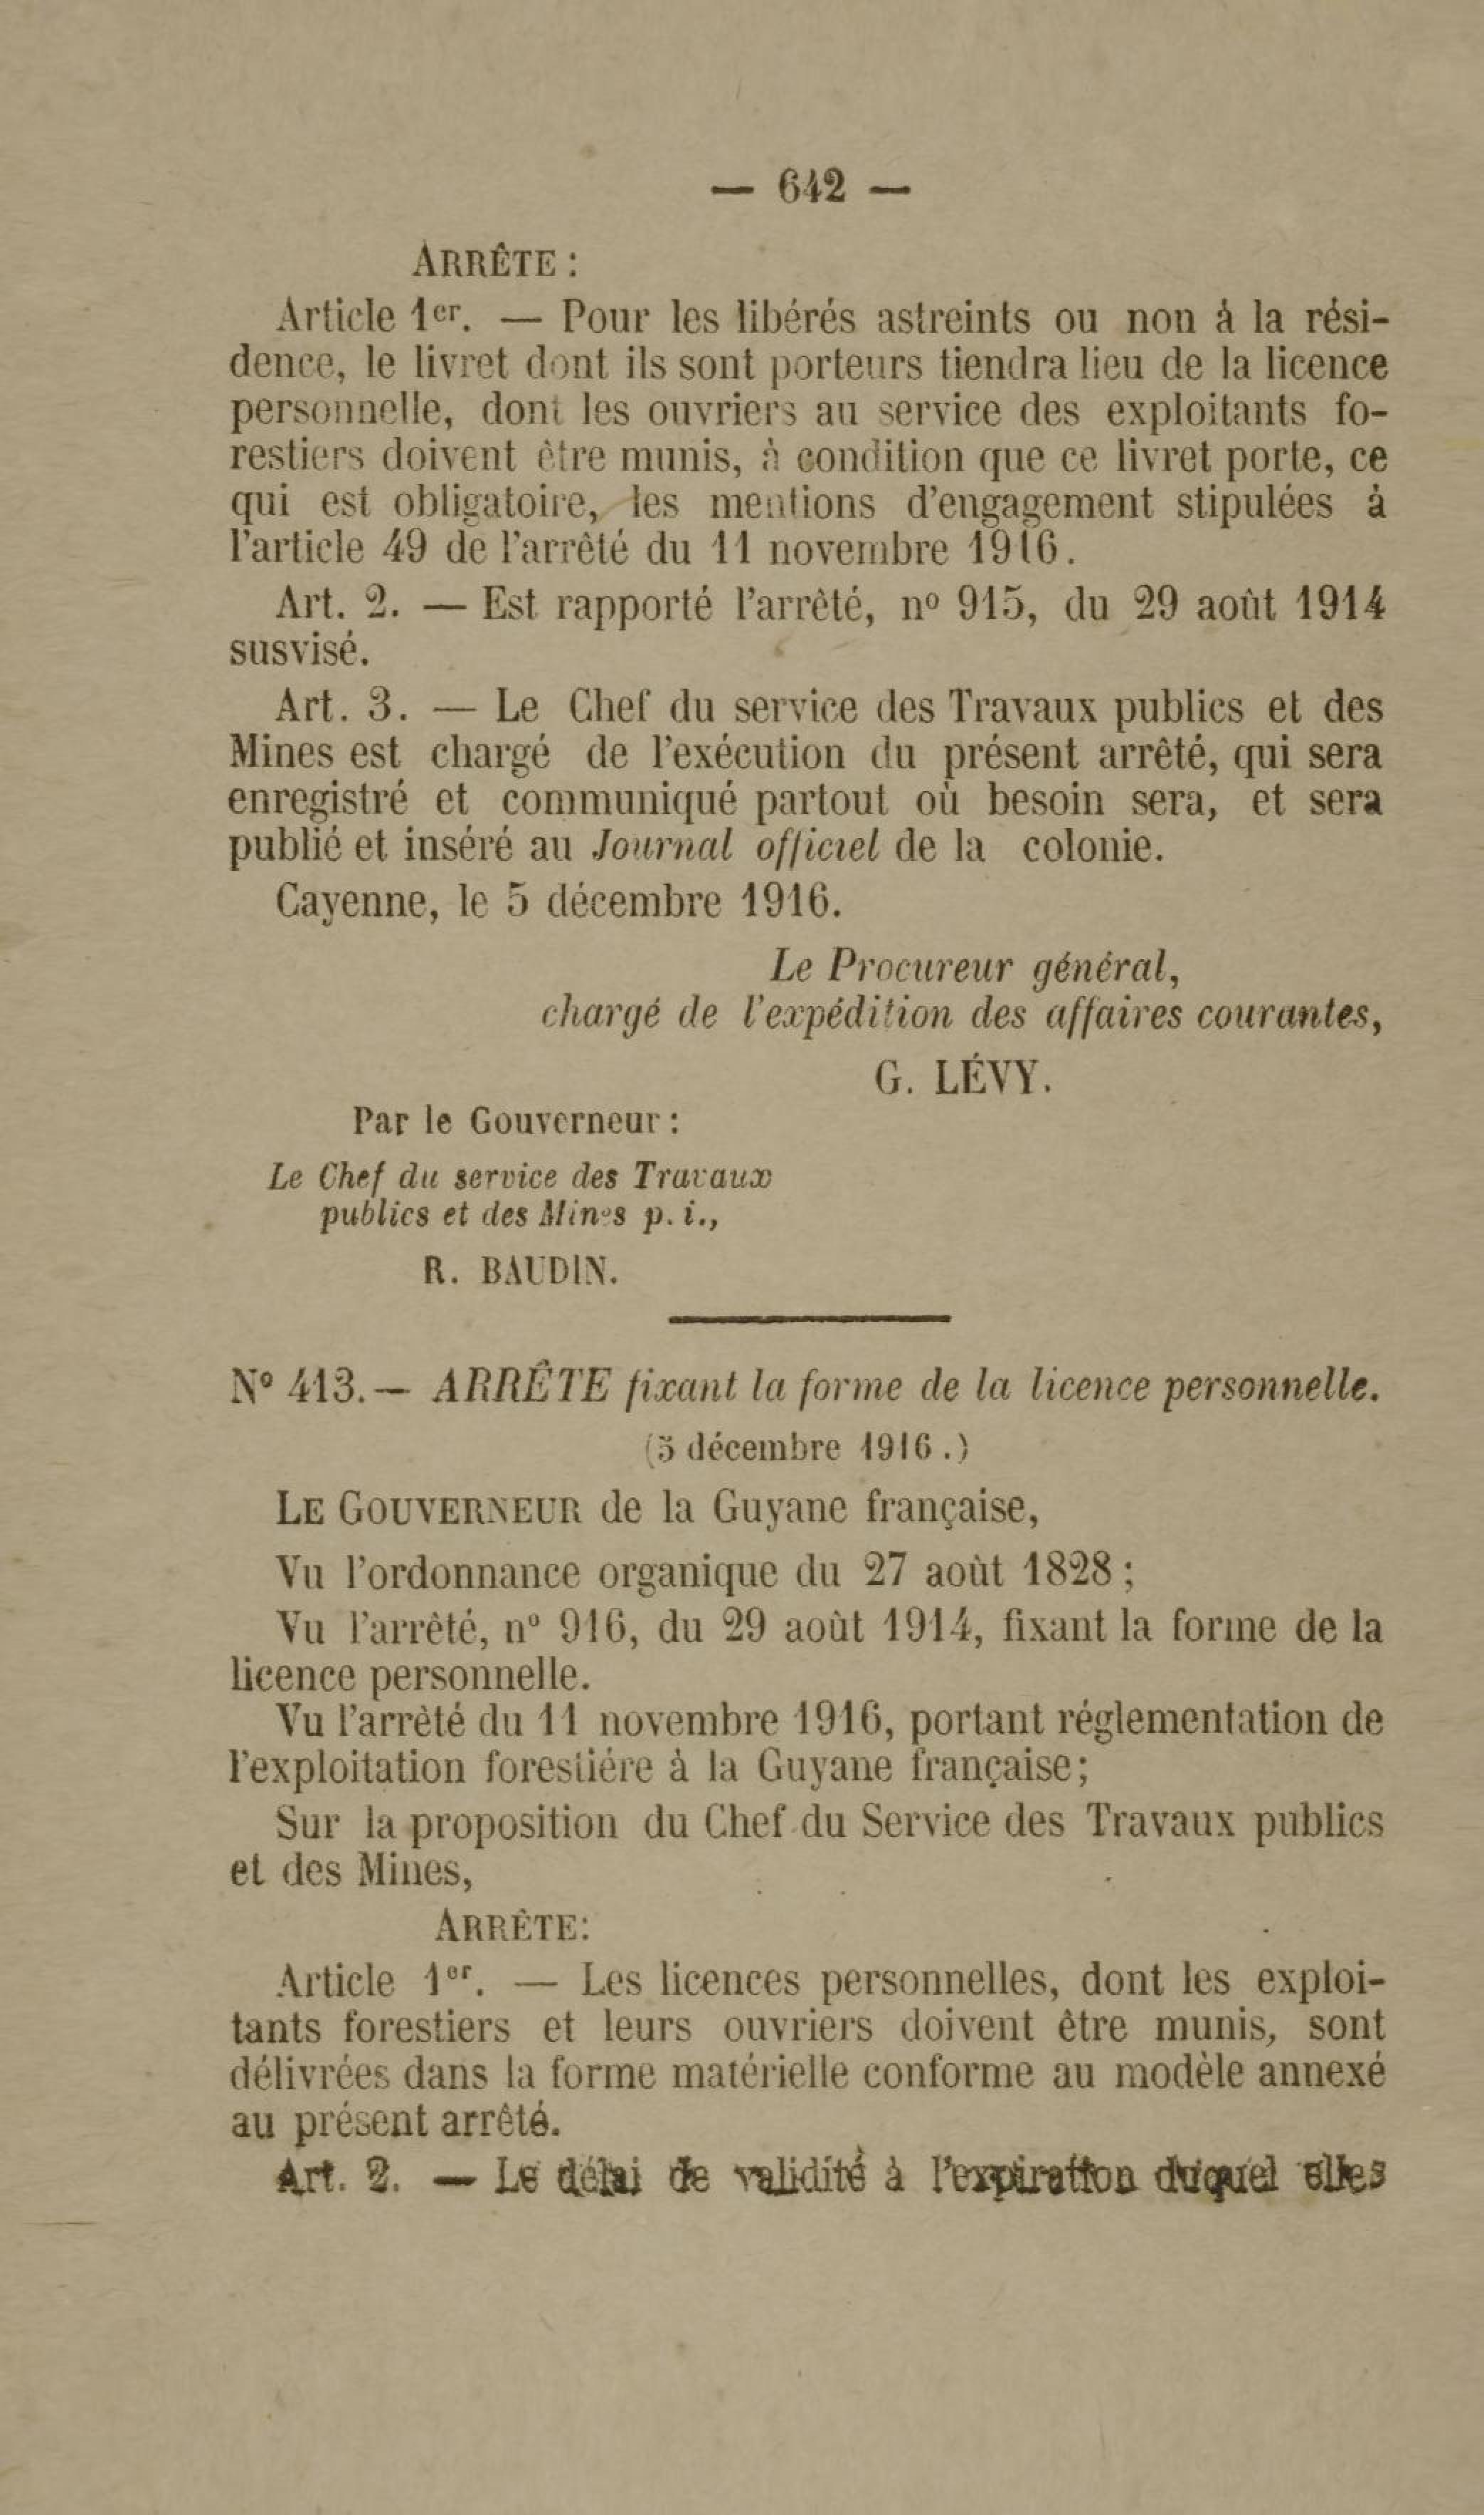 — 642 —
ARRÊTE :
Article 1er. — Pour les libérés astreints ou non à la rési-
dence, le livret dont ils sont porteurs tiendra lieu de la licence
personnelle, dont les ouvriers au service des exploitants fo-
restiers doivent être munis, à condition que ce livret porte, ce
qui est obligatoire, les mentions d'engagement stipulées à
l'article 49 de l'arrêté du 11 novembre 1916.
Art. 2. — Est rapporté l'arrêté, nº 915, du 29 août 1914
susvisé.
Art. 3. — Le Chef du service des Travaux publics et des
Mines est chargé de l'exécution du présent arrêté, qui sera
enregistré et communiqué partout où besoin sera, et sera
publié et inséré au Journal officiel de la colonie.
Cayenne, le 5 décembre 1916.
Le Procureur général,
chargé de l'expédition des affaires courantes,
G. LÉVY.
Par le Gouverneur :
Le Chef du service des Travaux
publics et des Mines p. i.,
R. BAUDIN.
Nº 413. — ARRÊTE fixant la forme de la licence personnelle.
(5 décembre 1916.)
LE GOUVERNEUR de la Guyane française,
Vu l'ordonnance organique du 27 août 1828 ;
Vu l'arrêté, nº 916, du 29 août 1914, fixant la forme de la
licence personnelle.
Vu l'arrêté du 11 novembre 1916, portant réglementation de
l'exploitation forestiére à la Guyane française;
Sur la proposition du Chef du Service des Travaux publics
et des Mines,
ARRÊTE:
Article 1er. — Les licences personnelles, dont les exploi-
tants forestiers et leurs ouvriers doivent être munis, sont
délivrées dans la forme matérielle conforme au modèle annexé
au présent arrêté.
Art. 2. — Le délai de validité à l'expiration duquel elles